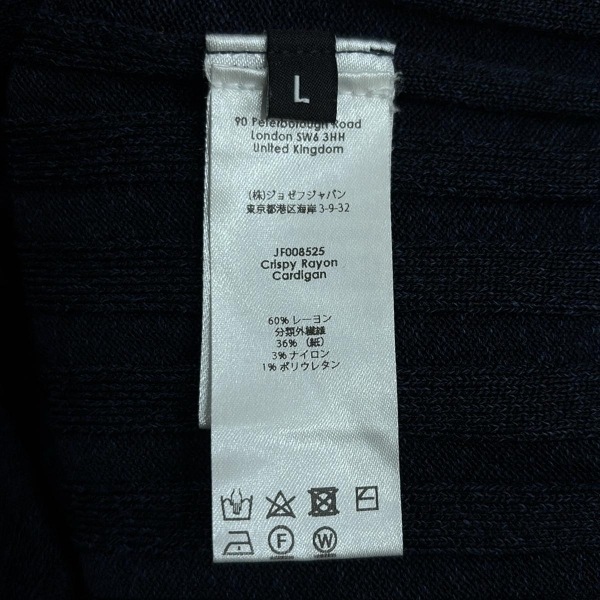 L
90 Peterborough Road
London SW6 3HH
United Kingdom
(株)ジョゼフジャパン
東京都港区海岸 3-9-32
JF008525
Crispy Rayon
Cardigan
60% レーヨン
分類外繊維
36% (紙)
3% ナイロン
1% ポリウレタン
F W